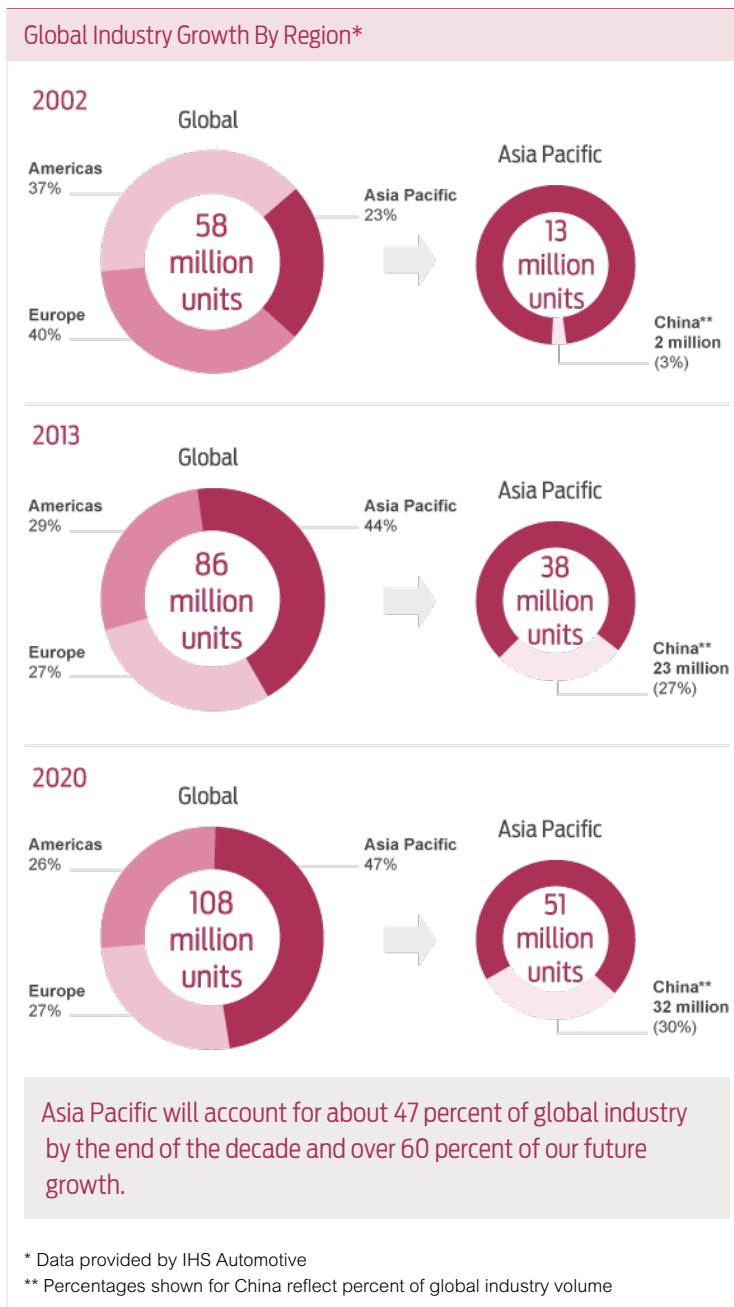 Global Industry Growth By Region*
2002
Global
Americas
37%
Asia Pacific
23%
Europe
40%
58
million
units
Asia Pacific
13
million
units
China**
2 million
(3%)
2013
Global
Americas
29%
Asia Pacific
44%
Europe
27%
86
million
units
Asia Pacific
38
million
units
China**
23 million
(27%)
2020
Global
Americas
26%
Asia Pacific
47%
Europe
27%
108
million
units
Asia Pacific
51
million
units
China**
32 million
(30%)
Asia Pacific will account for about 47 percent of global industry
by the end of the decade and over 60 percent of our future
growth.
* Data provided by IHS Automotive
** Percentages shown for China reflect percent of global industry volume